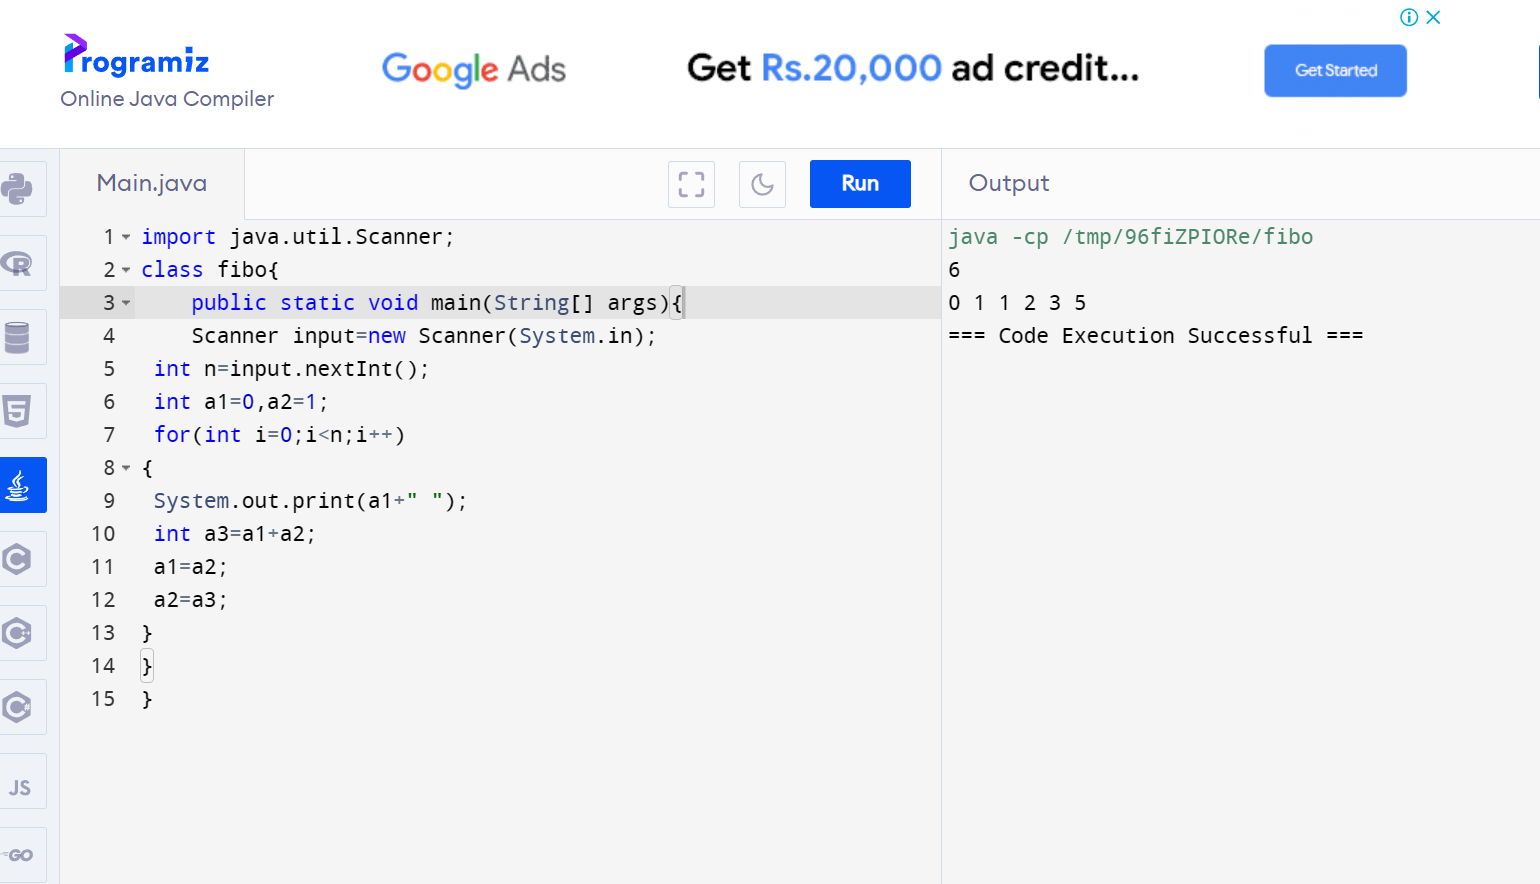 Programiz
Online Java Compiler
Google Ads
Get Rs.20,000 ad credit...
Get Started
Main.java
Run
Output
1 import java.util.Scanner;
2 class fibo{
3     public static void main(String[] args){
4     Scanner input=new Scanner(System.in);
5  int n=input.nextInt();
6  int a1=0,a2=1;
7  for(int i=0;i<n;i++)
8 {
9  System.out.print(a1+" ");
10  int a3=a1+a2;
11  a1=a2;
12  a2=a3;
13 }
14 }
15 }
java -cp /tmp/96fiZPIORe/fibo
6
0 1 1 2 3 5
=== Code Execution Successful ===
R
5
C
C++
C#
JS
GO